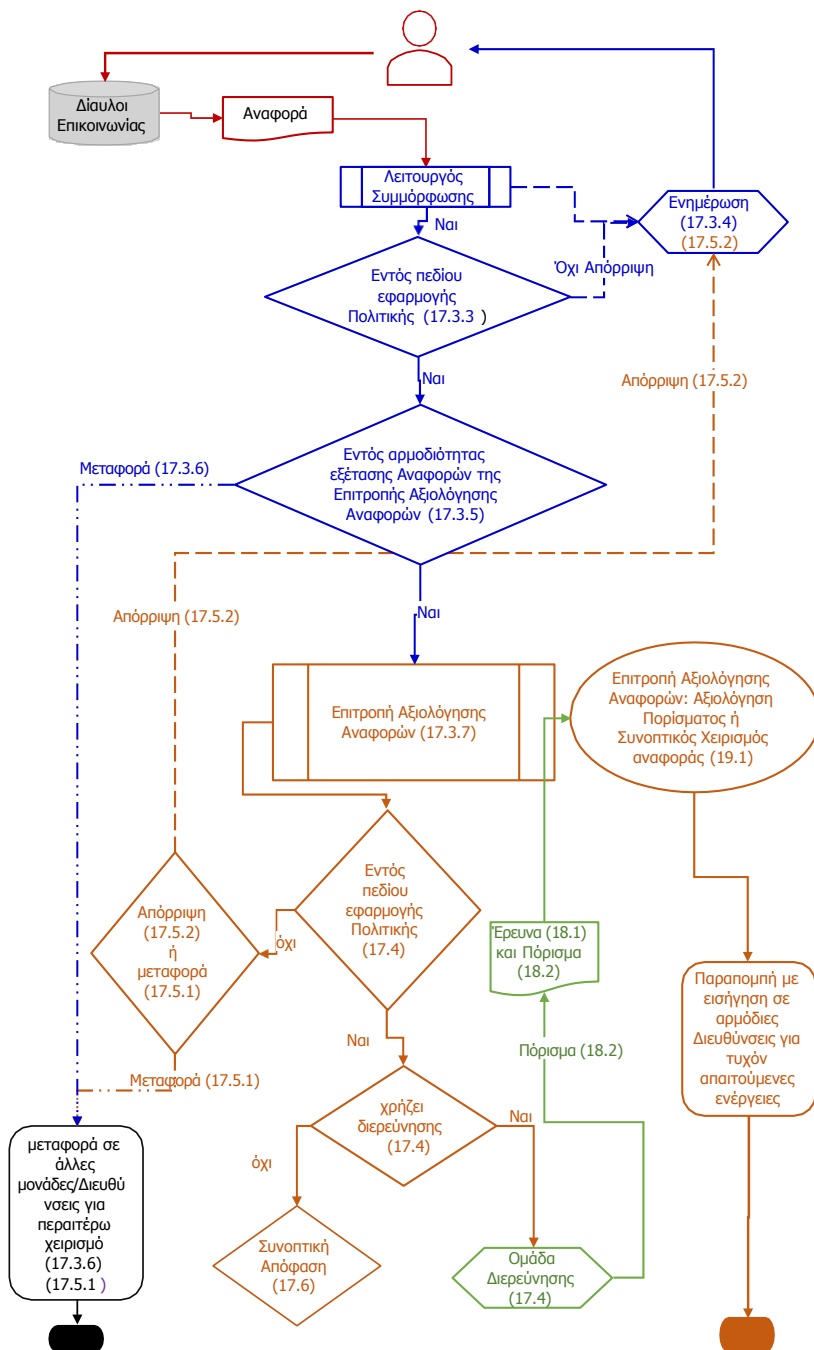 Δίαυλοι
Επικοινωνίας
Αναφορά
Λειτουργός
Συμμόρφωσης
Ενημέρωση
(17.3.4)
(17.5.2)
Ναι
Όχι Απόρριψη
Εντός πεδίου
εφαρμογής
Πολιτικής (17.3.3 )
Ναι
Απόρριψη (17.5.2)
Μεταφορά (17.3.6)
Εντός αρμοδιότητας
εξέτασης Αναφορών της
Επιτροπής Αξιολόγησης
Αναφορών (17.3.5)
Ναι
Απόρριψη (17.5.2)
Επιτροπή Αξιολόγησης
Αναφορών (17.3.7)
Επιτροπή Αξιολόγησης
Αναφορών: Αξιολόγηση
Πορίσματος ή
Συνοπτικός Χειρισμός
αναφοράς (19.1)
Εντός
πεδίου
εφαρμογής
Πολιτικής
(17.4)
όχι
Απόρριψη
(17.5.2)
ή
μεταφορά
(17.5.1)
Έρευνα (18.1)
και Πόρισμα
(18.2)
Παραπομπή με
εισήγηση σε
αρμόδιες
Διευθύνσεις για
τυχόν
απαιτούμενες
ενέργειες
Ναι
Πόρισμα (18.2)
Μεταφορά (17.5.1)
χρήζει
διερεύνησης
(17.4)
Ναι
όχι
μεταφορά σε
άλλες
μονάδες/Διευθύ
νσεις για
περαιτέρω
χειρισμό
(17.3.6)
(17.5.1 )
Συνοπτική
Απόφαση
(17.6)
Ομάδα
Διερεύνησης
(17.4)